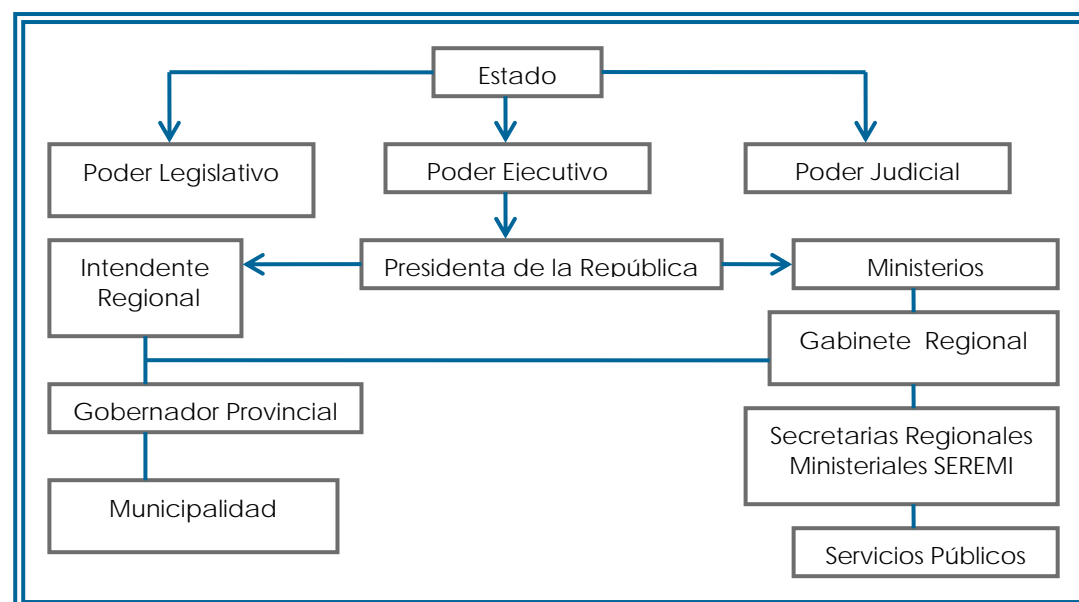 Estado
Poder Legislativo
Poder Ejecutivo
Poder Judicial
Intendente
Regional
Presidenta de la República
Ministerios
Gabinete Regional
Gobernador Provincial
Secretarias Regionales
Ministeriales SEREMI
Municipalidad
Servicios Públicos